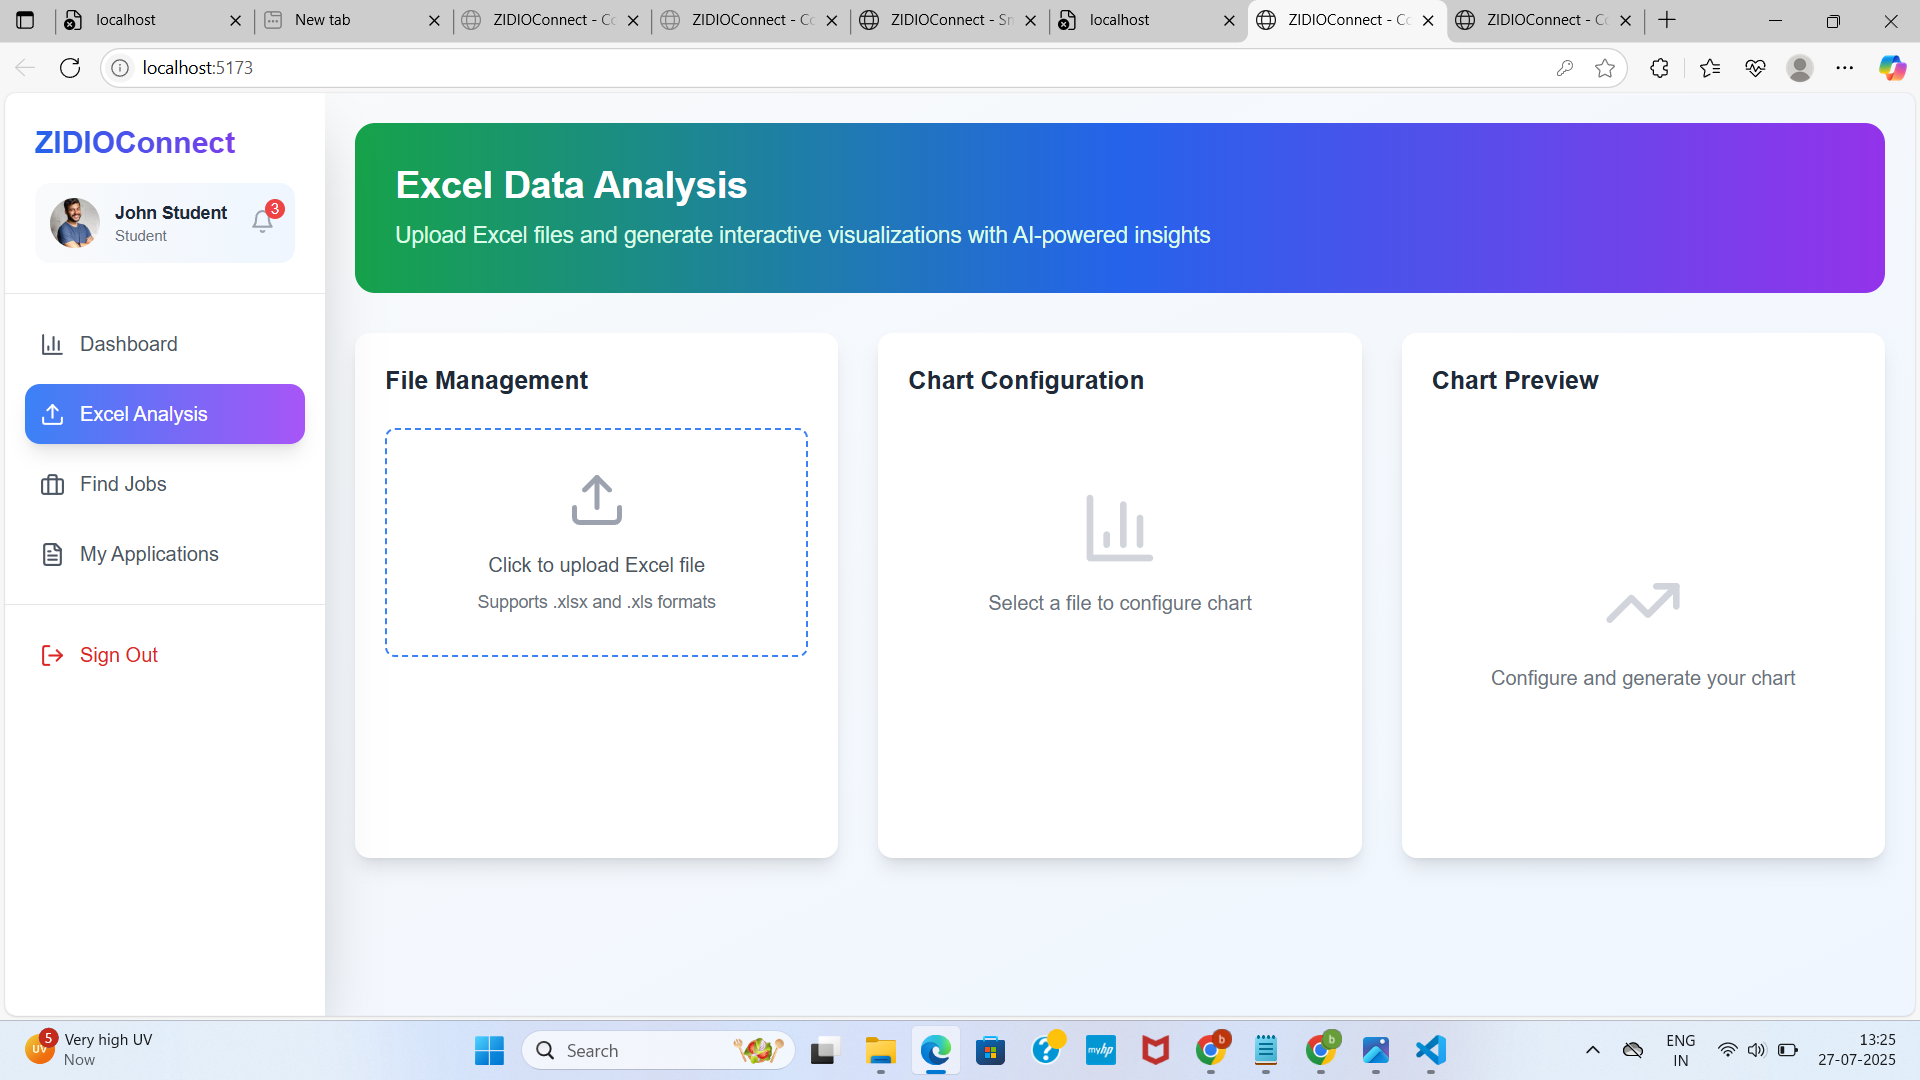 localhost
New tab
ZIDIOConnect - Co
ZIDIOConnect - Co
ZIDIOConnect - Sm
localhost
ZIDIOConnect - Co
ZIDIOConnect - Co
localhost:5173
ZIDIOConnect
John Student
Student
3
Dashboard
Excel Analysis
Find Jobs
My Applications
Sign Out
Excel Data Analysis
Upload Excel files and generate interactive visualizations with AI-powered insights
File Management
Click to upload Excel file
Supports .xlsx and .xls formats
Chart Configuration
Select a file to configure chart
Chart Preview
Configure and generate your chart
UV
5
Very high UV
Now
Search
myhp
b
b
ENG
IN
13:25
27-07-2025